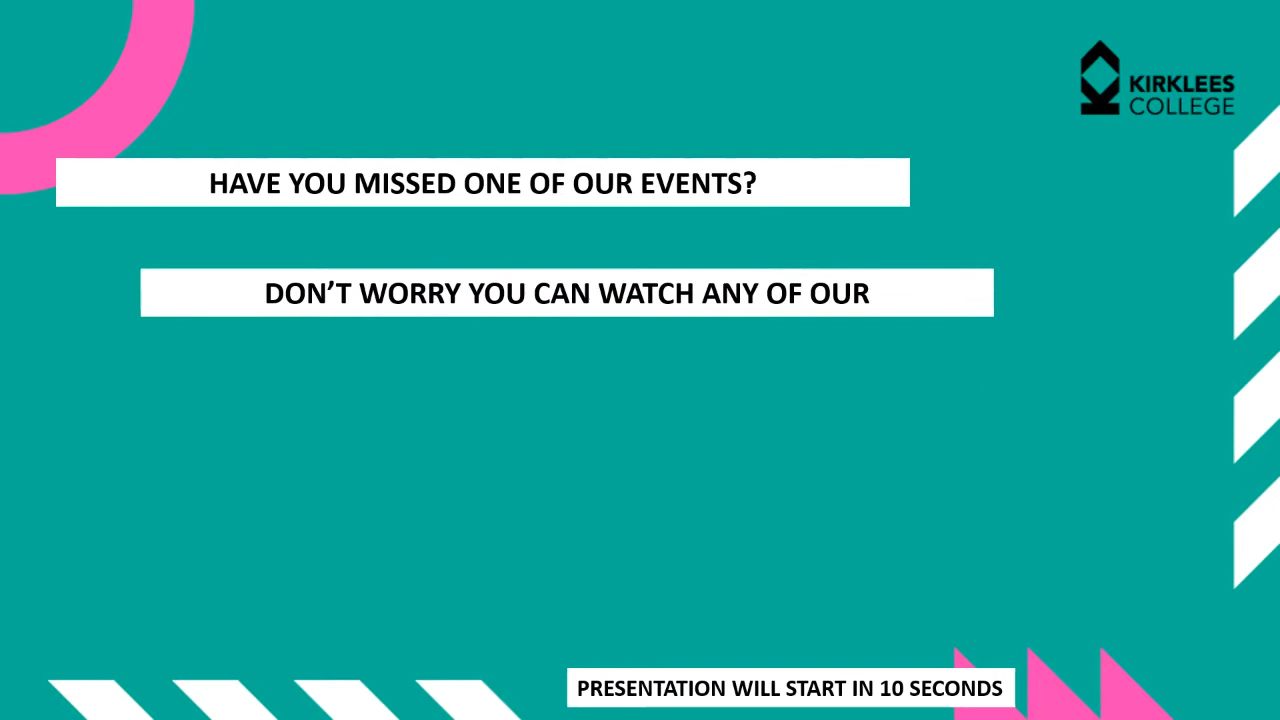 KIRKLEES
COLLEGE
HAVE YOU MISSED ONE OF OUR EVENTS?
DON’T WORRY YOU CAN WATCH ANY OF OUR
PRESENTATION WILL START IN 10 SECONDS